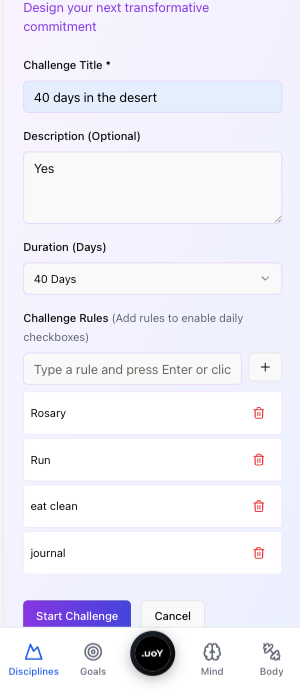 Design your next transformative
commitment
Challenge Title *
40 days in the desert
Description (Optional)
Yes
Duration (Days)
40 Days
Challenge Rules (Add rules to enable daily
checkboxes)
Type a rule and press Enter or clic
+
Rosary
Run
eat clean
journal
Start Challenge
Cancel
Disciplines
Goals
You.
Mind
Body